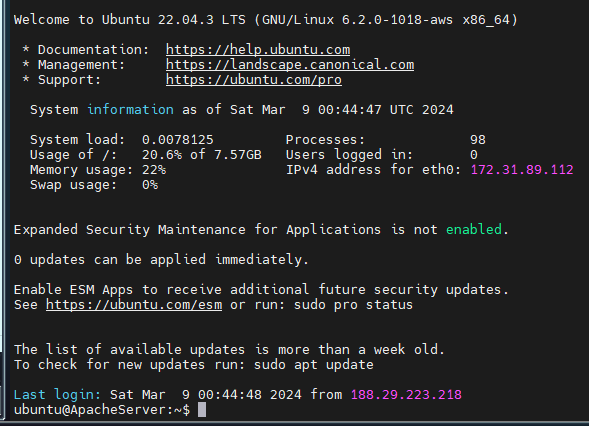 Welcome to Ubuntu 22.04.3 LTS (GNU/Linux 6.2.0-1018-aws x86_64)
* Documentation:  https://help.ubuntu.com
* Management:     https://landscape.canonical.com
* Support:        https://ubuntu.com/pro
System information as of Sat Mar  9 00:44:47 UTC 2024
System load:  0.0078125         Processes:             98
Usage of /:   20.6% of 7.57GB   Users logged in:       0
Memory usage: 22%               IPv4 address for eth0: 172.31.89.112
Swap usage:   0%
Expanded Security Maintenance for Applications is not enabled.
0 updates can be applied immediately.
Enable ESM Apps to receive additional future security updates.
See https://ubuntu.com/esm or run: sudo pro status
The list of available updates is more than a week old.
To check for new updates run: sudo apt update
Last login: Sat Mar  9 00:44:48 2024 from 188.29.223.218
ubuntu@ApacheServer:~$